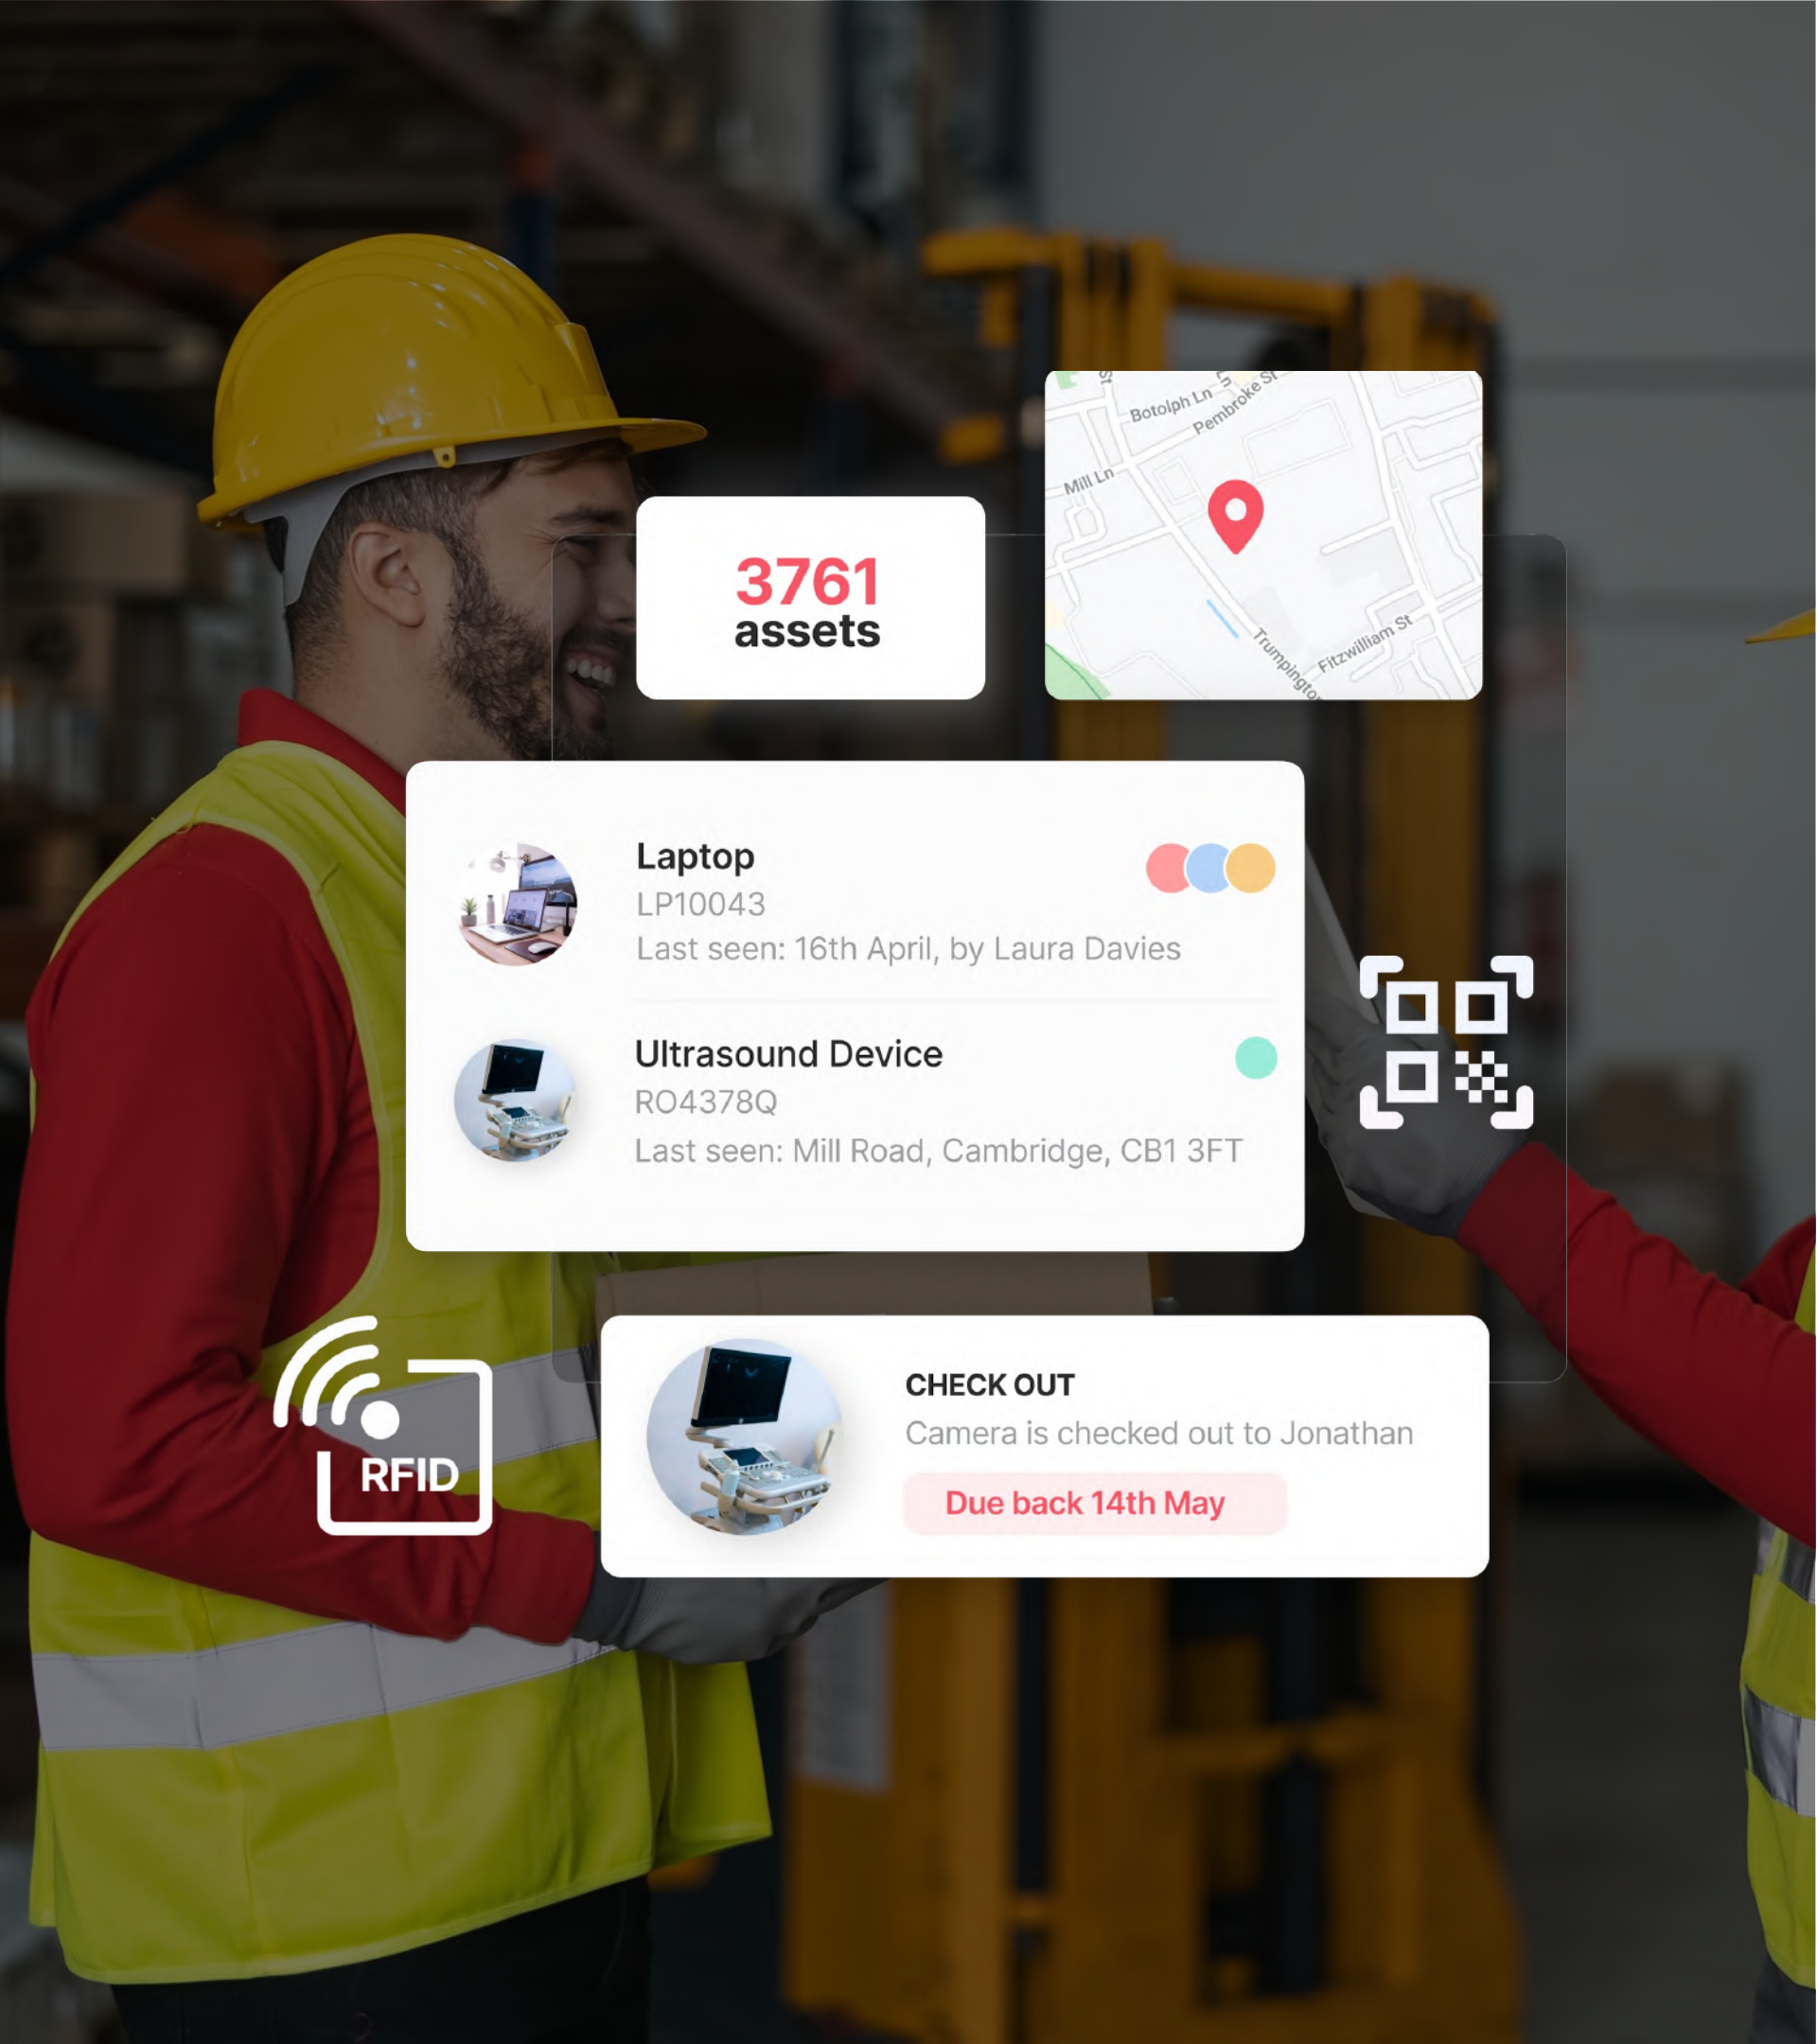 St
Botolph Ln
Ln
Pembroke St
Mill Ln
Fitzwilliam St
3761
assets
Laptop
LP10043
Last seen: 16th April, by Laura Davies
Ultrasound Device
RO4378Q
Last seen: Mill Road, Cambridge, CB1 3FT
CHECK OUT
Camera is checked out to Jonathan
Due back 14th May
RFID